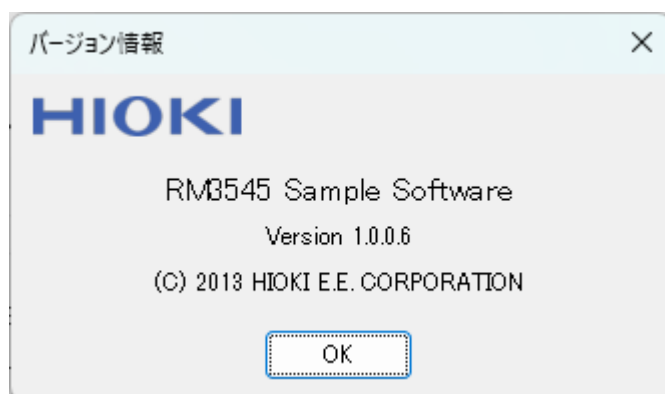 バージョン情報
HIOKI
RM3545 Sample Software
Version 1.0.0.6
(C) 2013 HIOKI E.E. CORPORATION
OK